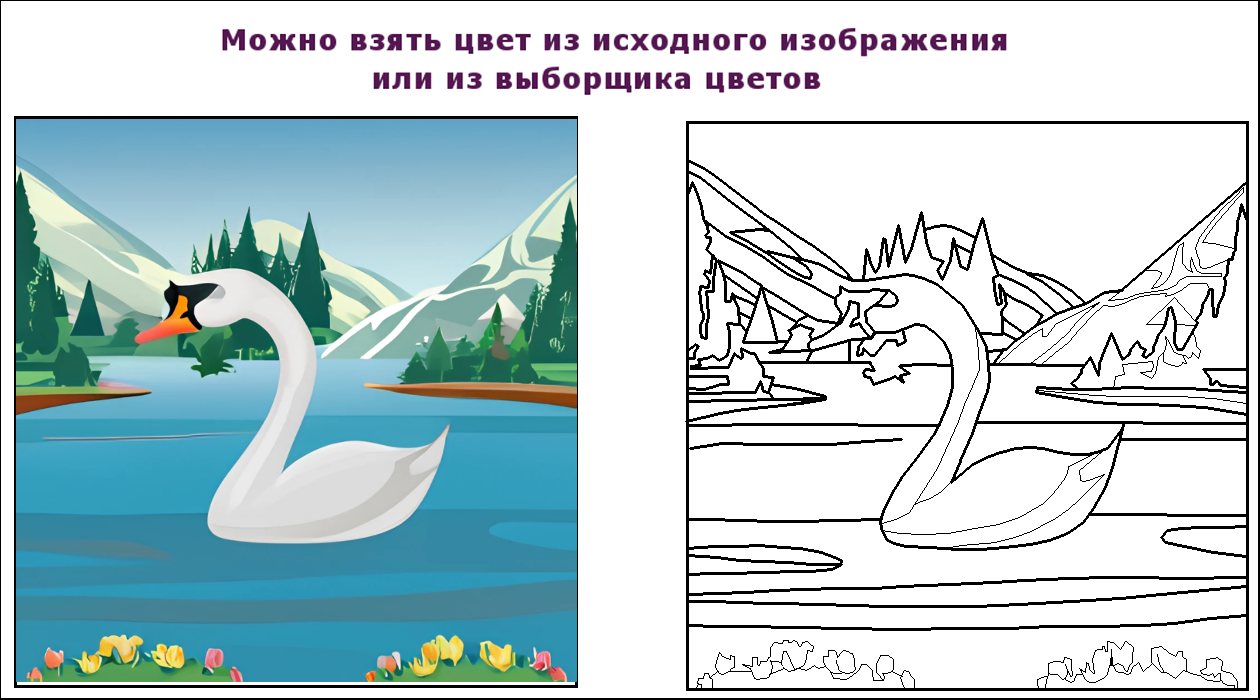 Можно взять цвет из исходного изображения
или из выборщика цветов